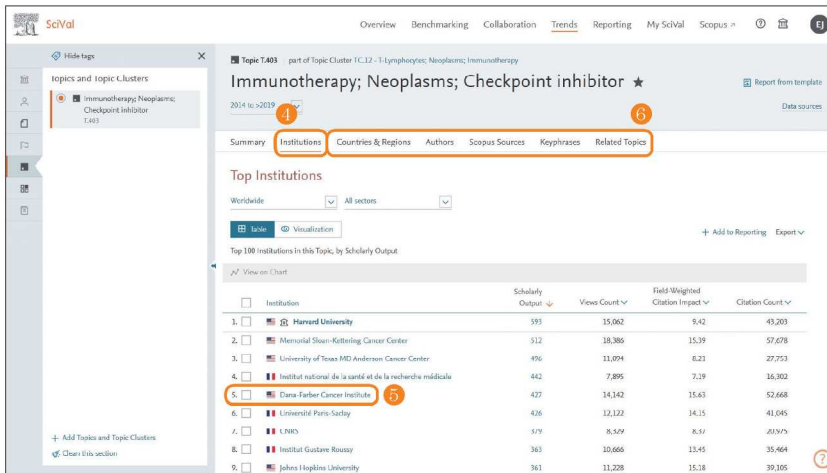 SciVal
Overview Benchmarking Collaboration Trends Reporting My SciVal Scopus ↗ ? EJ
Hide tags X
Topics and Topic Clusters
Immunotherapy; Neoplasms;
Checkpoint inhibitor
T.403
+ Add Topics and Topic Clusters
Clean this section
Topic T.403 | part of Topic Cluster TC.12 - T-Lymphocytes; Neoplasms; Immunotherapy
Immunotherapy; Neoplasms; Checkpoint inhibitor ★
Report from template
2014 to >2019
Data sources
4 6
Summary Institutions Countries & Regions Authors Scopus Sources Keyphrases Related Topics
Top Institutions
Worldwide All sectors
Table Visualization
+ Add to Reporting Export
Top 100 Institutions in this Topic, by Scholarly Output
View on Chart
Institution Scholarly Output Views Count Field-Weighted Citation Impact Citation Count
1. Harvard University 593 15,062 9.42 43,203
2. Memorial Sloan-Kettering Cancer Center 512 18,386 15.39 57,678
3. University of Texas MD Anderson Cancer Center 496 11,094 8.21 27,753
4. Institut national de la santé et de la recherche médicale 442 7,895 7.19 16,302
5. Dana-Farber Cancer Institute 5 427 14,142 15.63 52,668
6. Université Paris-Saclay 426 12,122 14.15 41,045
7. CNRS 379 8,329 8.37 20,975
8. Institut Gustave Roussy 363 10,666 13.45 35,464
9. Johns Hopkins University 361 11,228 15.18 39,105
?